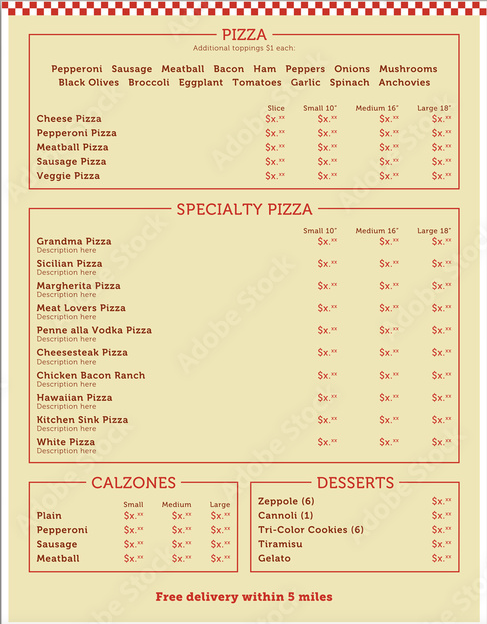 PIZZA
Additional toppings $1 each:
Pepperoni Sausage Meatball Bacon Ham Peppers Onions Mushrooms
Black Olives Broccoli Eggplant Tomatoes Garlic Spinach Anchovies
Slice Small 10" Medium 16" Large 18"
Cheese Pizza $x.xx $x.xx $x.xx $x.xx
Pepperoni Pizza $x.xx $x.xx $x.xx $x.xx
Meatball Pizza $x.xx $x.xx $x.xx $x.xx
Sausage Pizza $x.xx $x.xx $x.xx $x.xx
Veggie Pizza $x.xx $x.xx $x.xx $x.xx
SPECIALTY PIZZA
Small 10" Medium 16" Large 18"
Grandma Pizza $x.xx $x.xx $x.xx
Description here
Sicilian Pizza $x.xx $x.xx $x.xx
Description here
Margherita Pizza $x.xx $x.xx $x.xx
Description here
Meat Lovers Pizza $x.xx $x.xx $x.xx
Description here
Penne alla Vodka Pizza $x.xx $x.xx $x.xx
Description here
Cheesesteak Pizza $x.xx $x.xx $x.xx
Description here
Chicken Bacon Ranch $x.xx $x.xx $x.xx
Description here
Hawaiian Pizza $x.xx $x.xx $x.xx
Description here
Kitchen Sink Pizza $x.xx $x.xx $x.xx
Description here
White Pizza $x.xx $x.xx $x.xx
Description here
CALZONES
Small Medium Large
Plain $x.xx $x.xx $x.xx
Pepperoni $x.xx $x.xx $x.xx
Sausage $x.xx $x.xx $x.xx
Meatball $x.xx $x.xx $x.xx
DESSERTS
Zeppole (6) $x.xx
Cannoli (1) $x.xx
Tri-Color Cookies (6) $x.xx
Tiramisu $x.xx
Gelato $x.xx
Free delivery within 5 miles
Adobe Stock